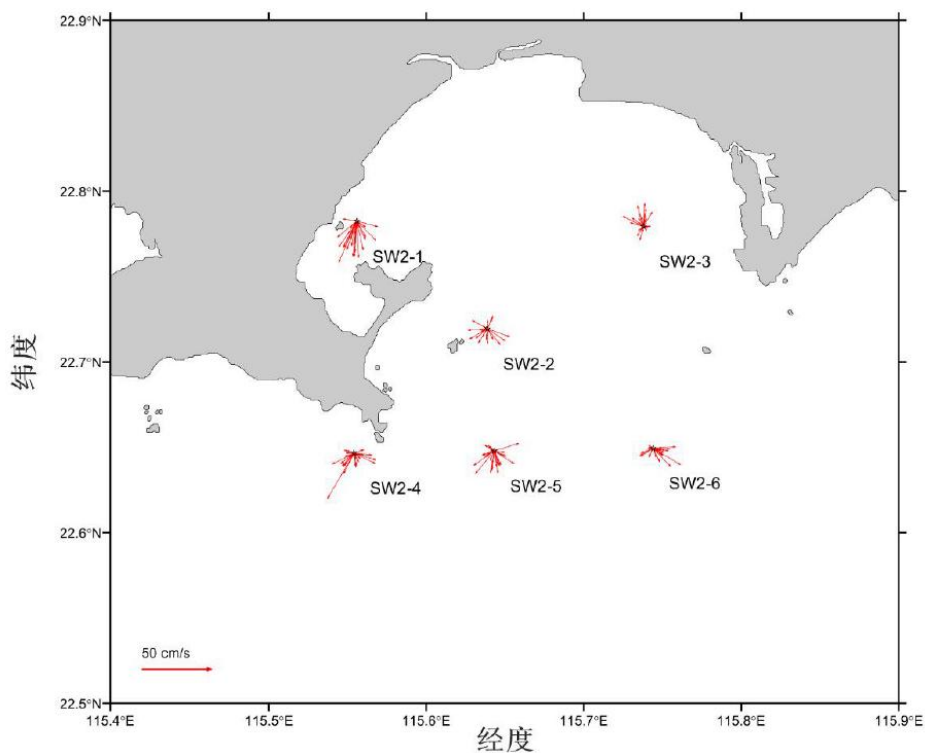 22.9°N
22.8°N
22.7°N
22.6°N
22.5°N
纬度
SW2-1
SW2-3
SW2-2
SW2-4
SW2-5
SW2-6
50 cm/s
115.4°E
115.5°E
115.6°E
115.7°E
115.8°E
115.9°E
经度